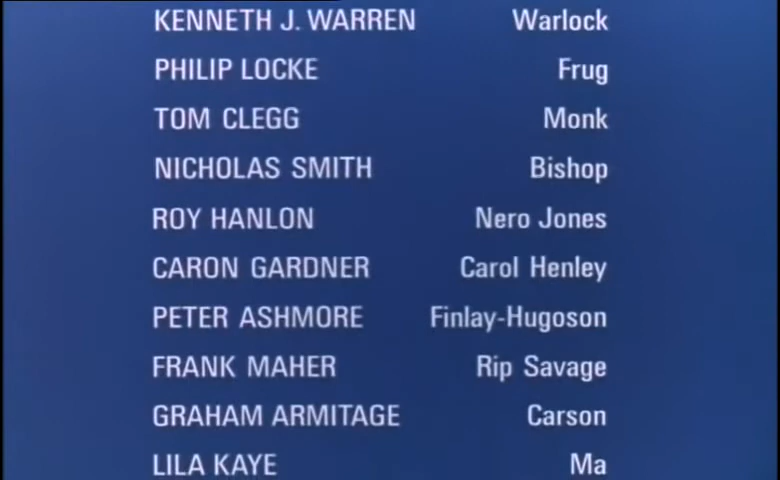 KENNETH J. WARREN Warlock
PHILIP LOCKE Frug
TOM CLEGG Monk
NICHOLAS SMITH Bishop
ROY HANLON Nero Jones
CARON GARDNER Carol Henley
PETER ASHMORE Finlay-Hugoson
FRANK MAHER Rip Savage
GRAHAM ARMITAGE Carson
LILA KAYE Ma